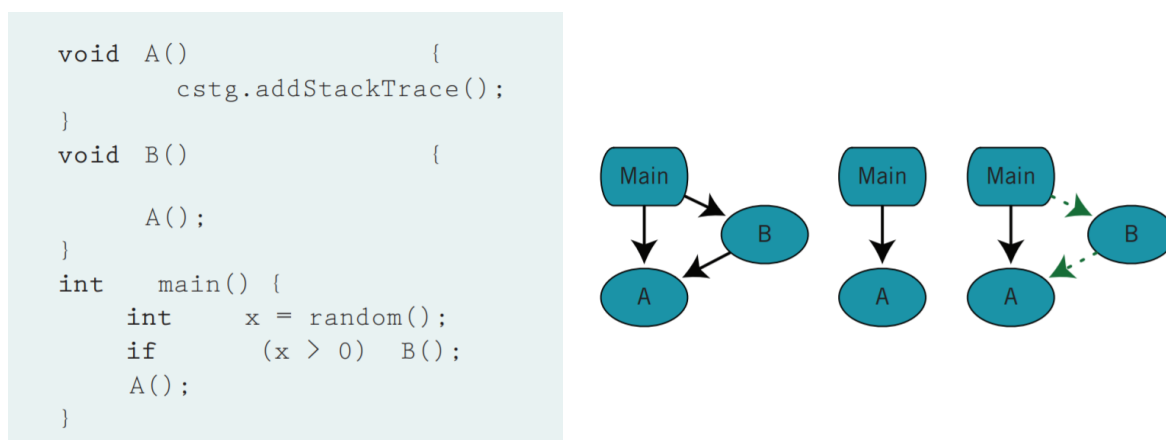 void A() {
cstg.addStackTrace();
}
void B() {
A();
}
int main() {
int x = random();
if (x > 0) B();
A();
}
Main
B
A
Main
A
Main
B
A